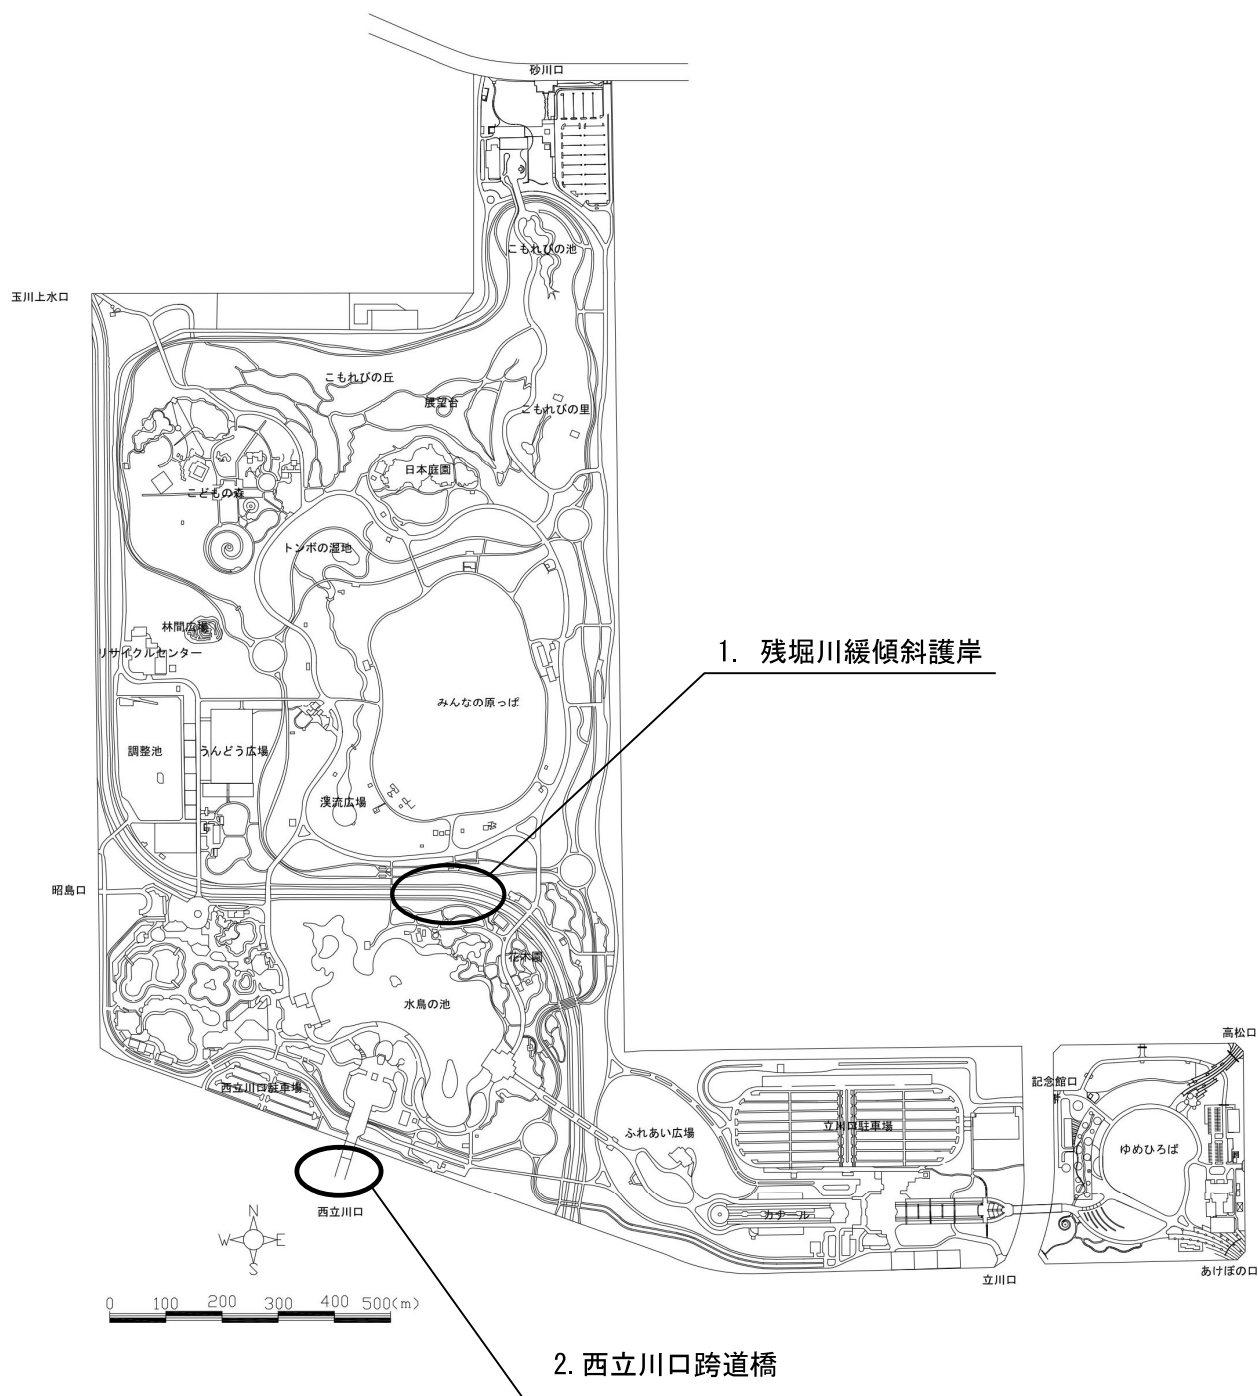 砂川口
こもれびの池
玉川上水口
こもれびの丘
展望台
こもれびの里
日本庭園
こどもの森
トンボの湿地
林間広場
リサイクルセンター
1. 残堀川緩傾斜護岸
みんなの原っぱ
調整池
うんどう広場
渓流広場
昭島口
花木園
水鳥の池
高松口
記念館口
西立川口駐車場
立川口駐車場
ふれあい広場
ゆめひろば
西立川口
カナール
N
W
E
S
あけぼの口
立川口
0 100 200 300 400 500(m)
2. 西立川口跨道橋